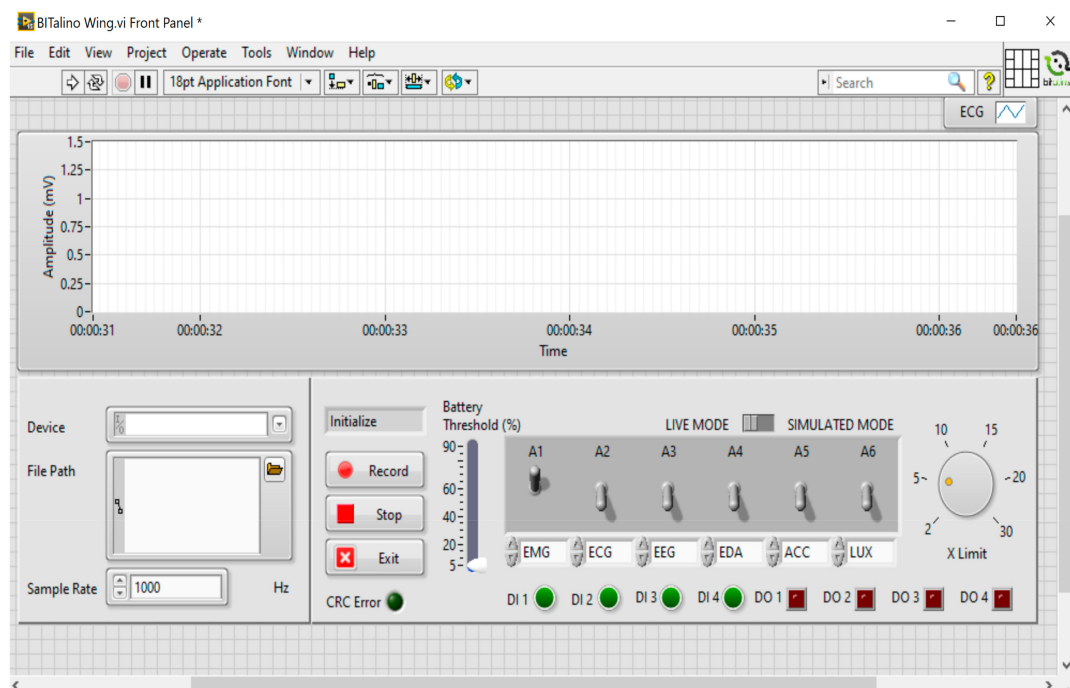 BITalino Wing.vi Front Panel *
File Edit View Project Operate Tools Window Help
18pt Application Font
Search
?
ECG
Amplitude (mV)
1.5
1.25
1
0.75
0.5
0.25
0
00:00:31 00:00:32 00:00:33 00:00:34 00:00:35 00:00:36 00:00:36
Time
Device
File Path
Sample Rate 1000 Hz
Initialize
Record
Stop
Exit
CRC Error
Battery
Threshold (%)
90
60
40
20
5
LIVE MODE SIMULATED MODE
A1 A2 A3 A4 A5 A6
EMG ECG EEG EDA ACC LUX
DI 1 DI 2 DI 3 DI 4 DO 1 DO 2 DO 3 DO 4
10 15
5 20
2 30
X Limit